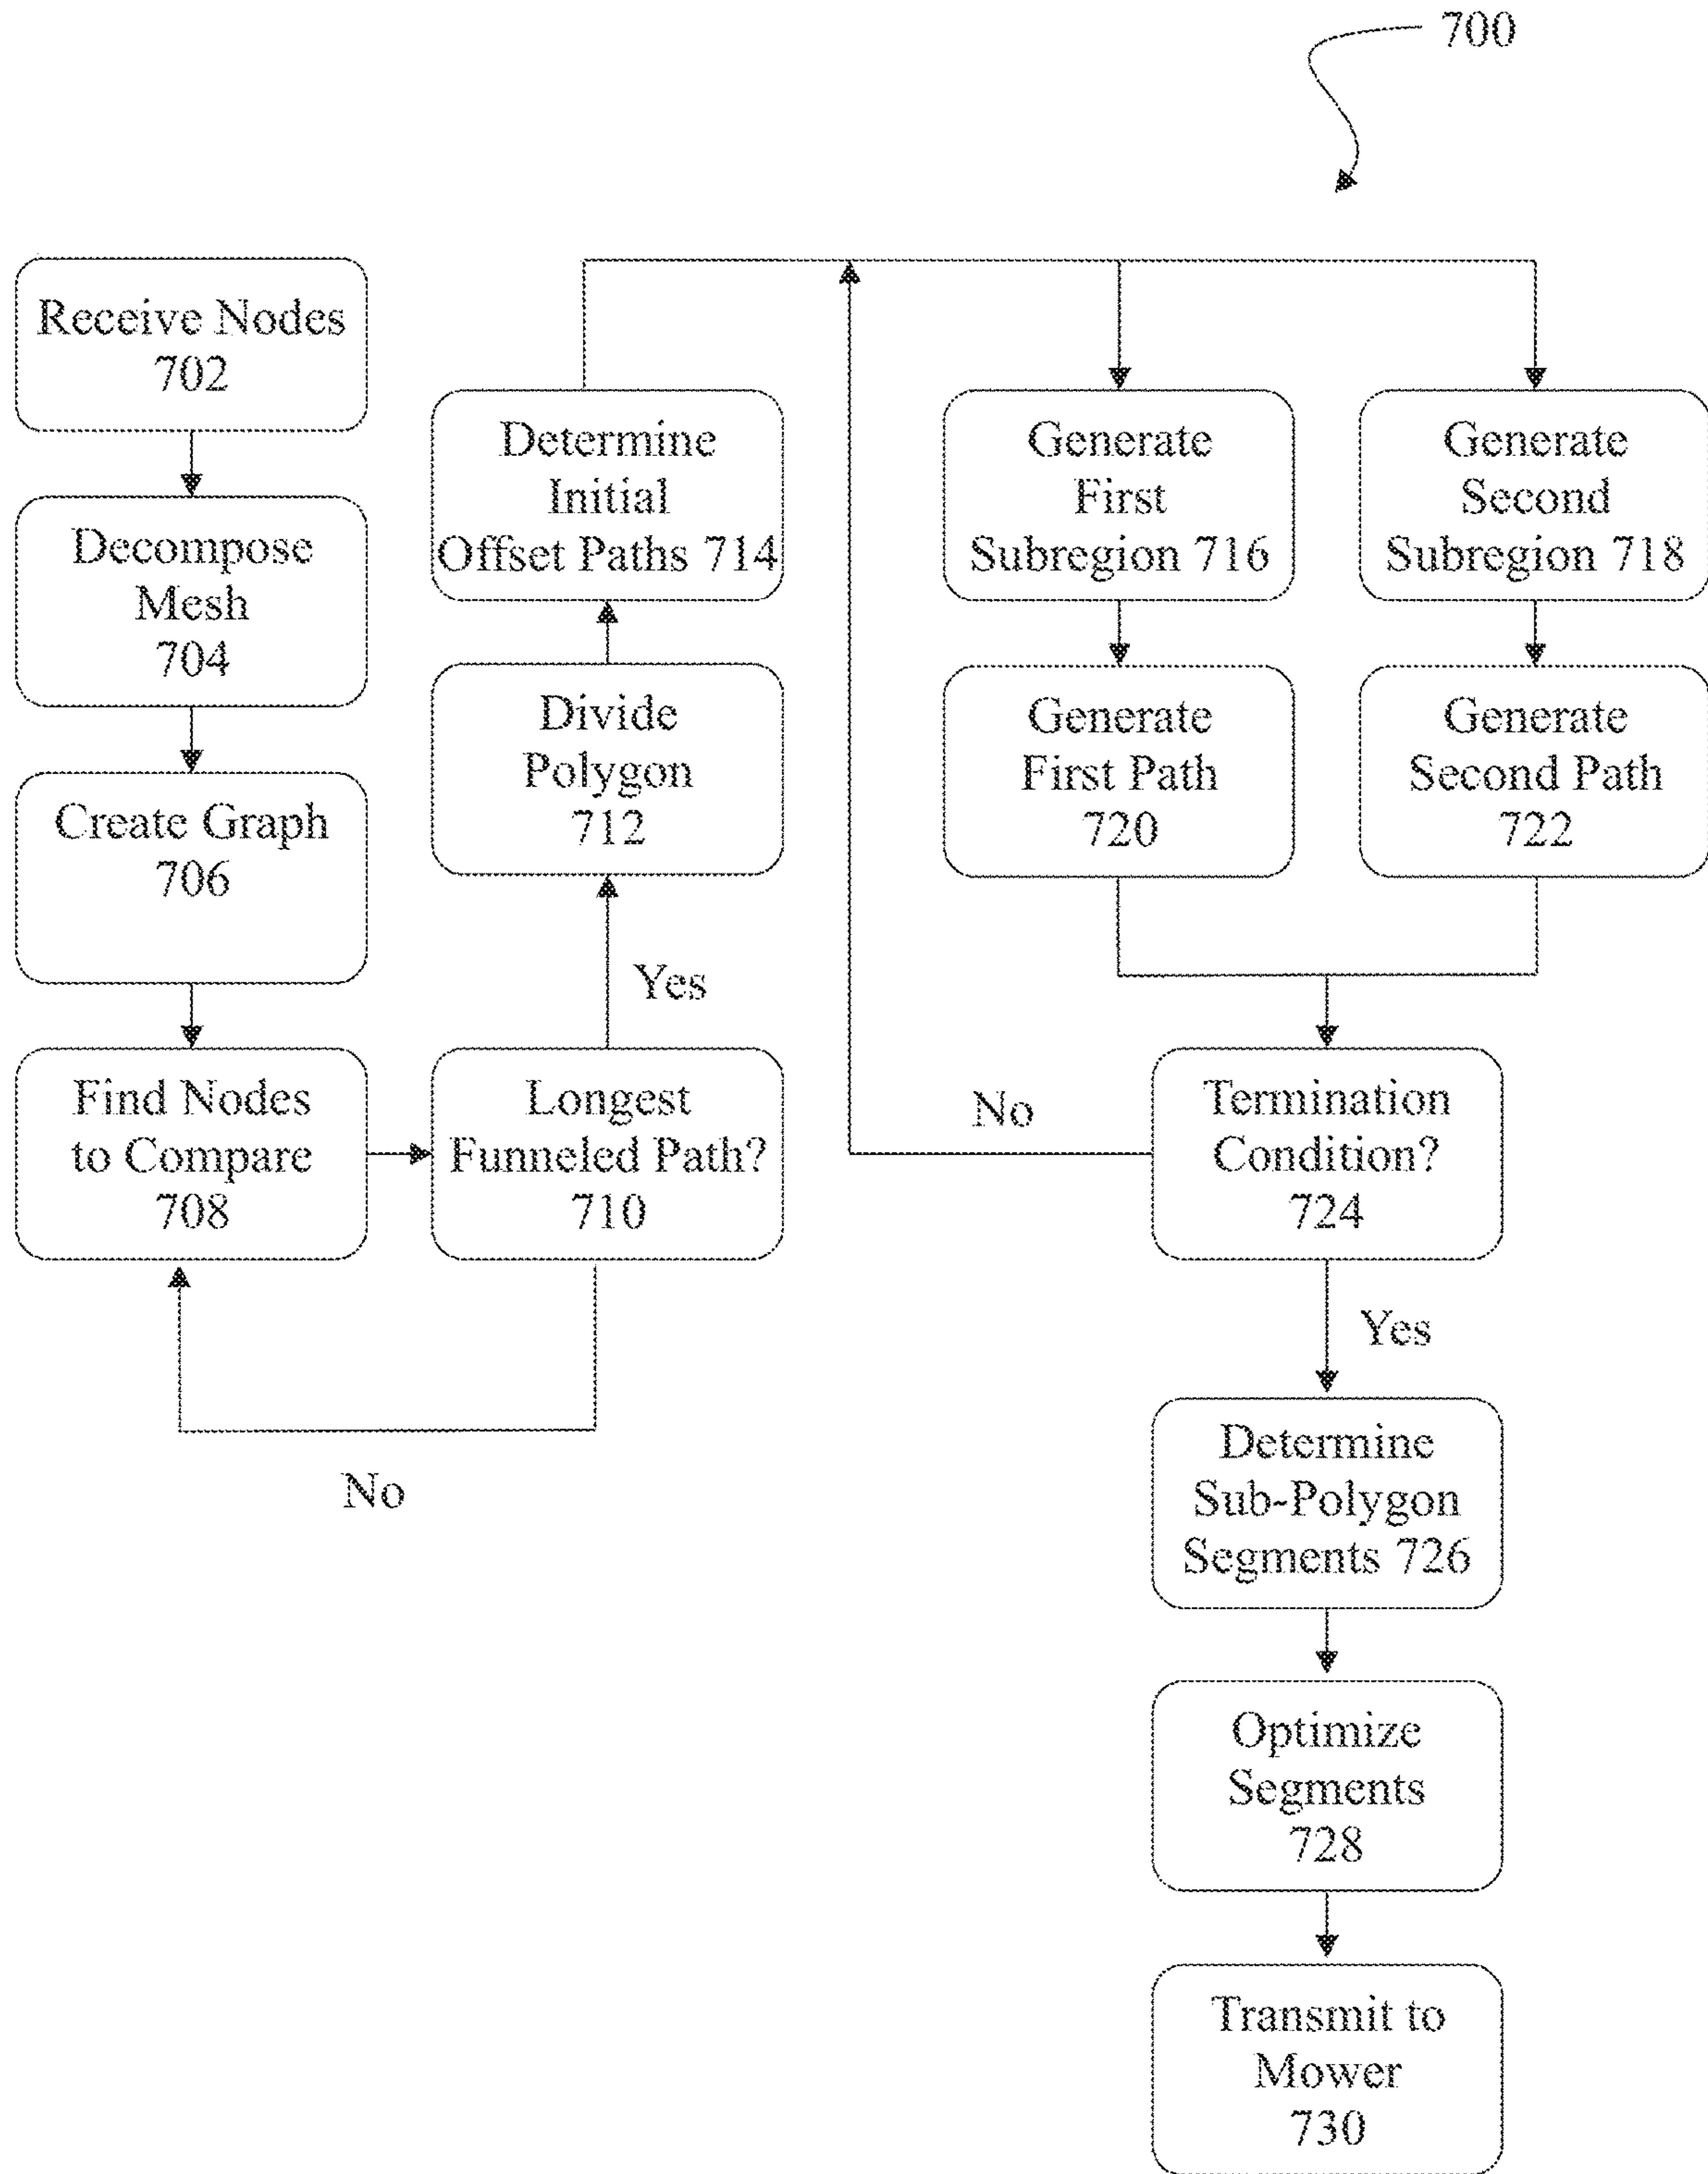 700
Receive Nodes
702
Decompose
Mesh
704
Create Graph
706
Find Nodes
to Compare
708
Longest
Funneled Path?
710
No
Yes
Divide
Polygon
712
Determine
Initial
Offset Paths 714
Generate
First
Subregion 716
Generate
Second
Subregion 718
Generate
First Path
720
Generate
Second Path
722
Termination
Condition?
724
No
Yes
Determine
Sub-Polygon
Segments 726
Optimize
Segments
728
Transmit to
Mower
730